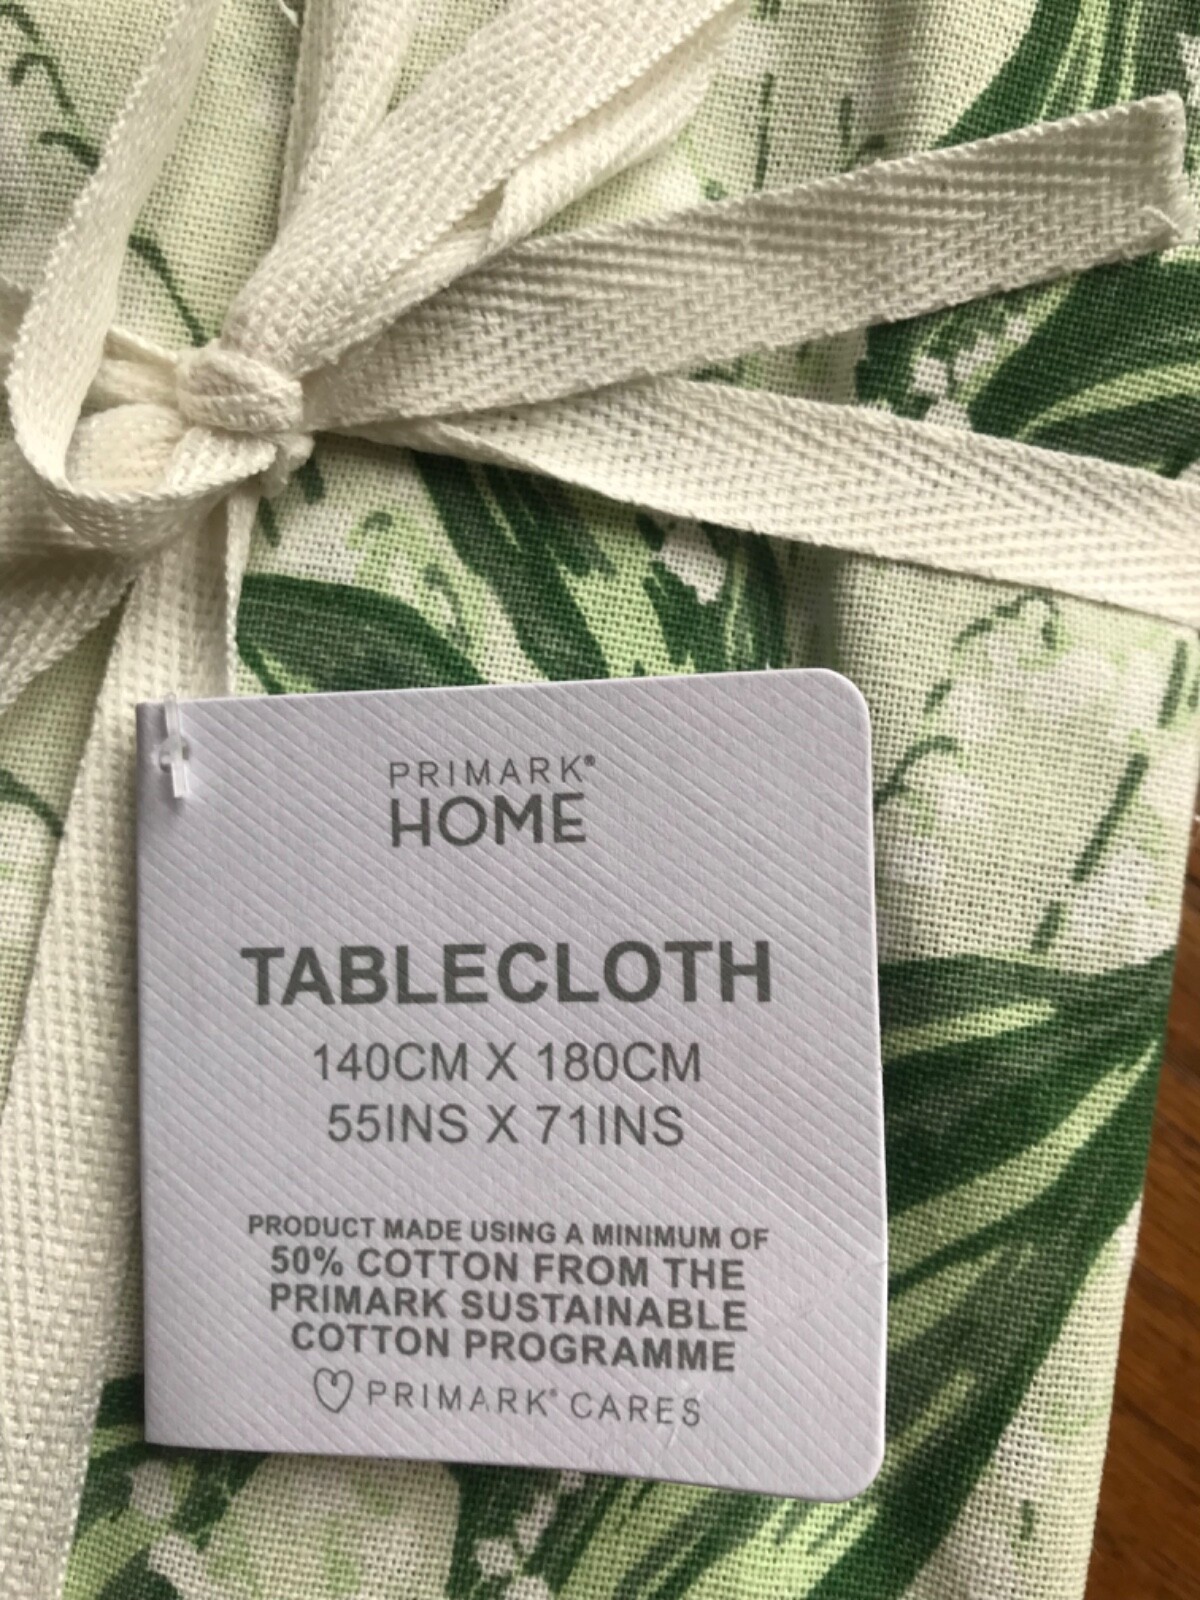 PRIMARK®
HOME
TABLECLOTH
140CM X 180CM
55INS X 71INS
PRODUCT MADE USING A MINIMUM OF
50% COTTON FROM THE
PRIMARK SUSTAINABLE
COTTON PROGRAMME
PRIMARK® CARES